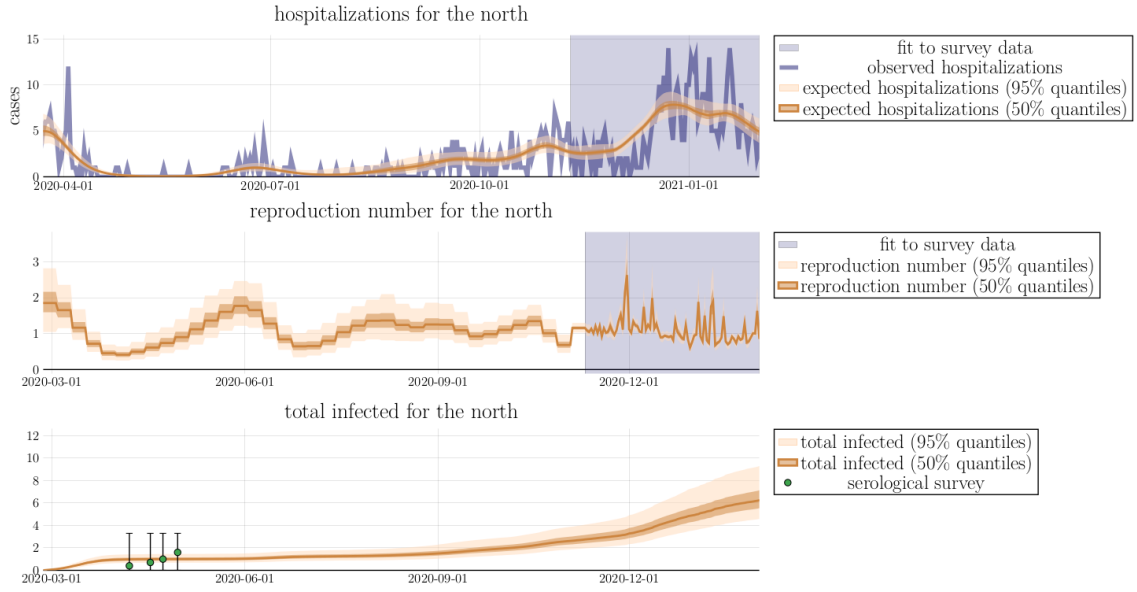 hospitalizations for the north
15
10
5
0
cases
2020-04-01 2020-07-01 2020-10-01 2021-01-01
fit to survey data
observed hospitalizations
expected hospitalizations (95% quantiles)
expected hospitalizations (50% quantiles)
reproduction number for the north
3
2
1
0
2020-03-01 2020-06-01 2020-09-01 2020-12-01
fit to survey data
reproduction number (95% quantiles)
reproduction number (50% quantiles)
total infected for the north
12
10
8
6
4
2
0
2020-03-01 2020-06-01 2020-09-01 2020-12-01
total infected (95% quantiles)
total infected (50% quantiles)
serological survey